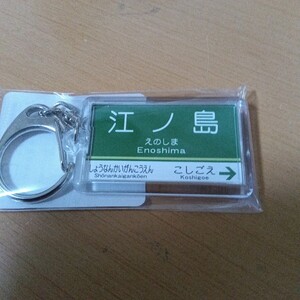 江ノ島
えのしま
Enoshima
しょうなんかいがんこうえん
Shōnankaigankōen
こしごえ
Koshigoe